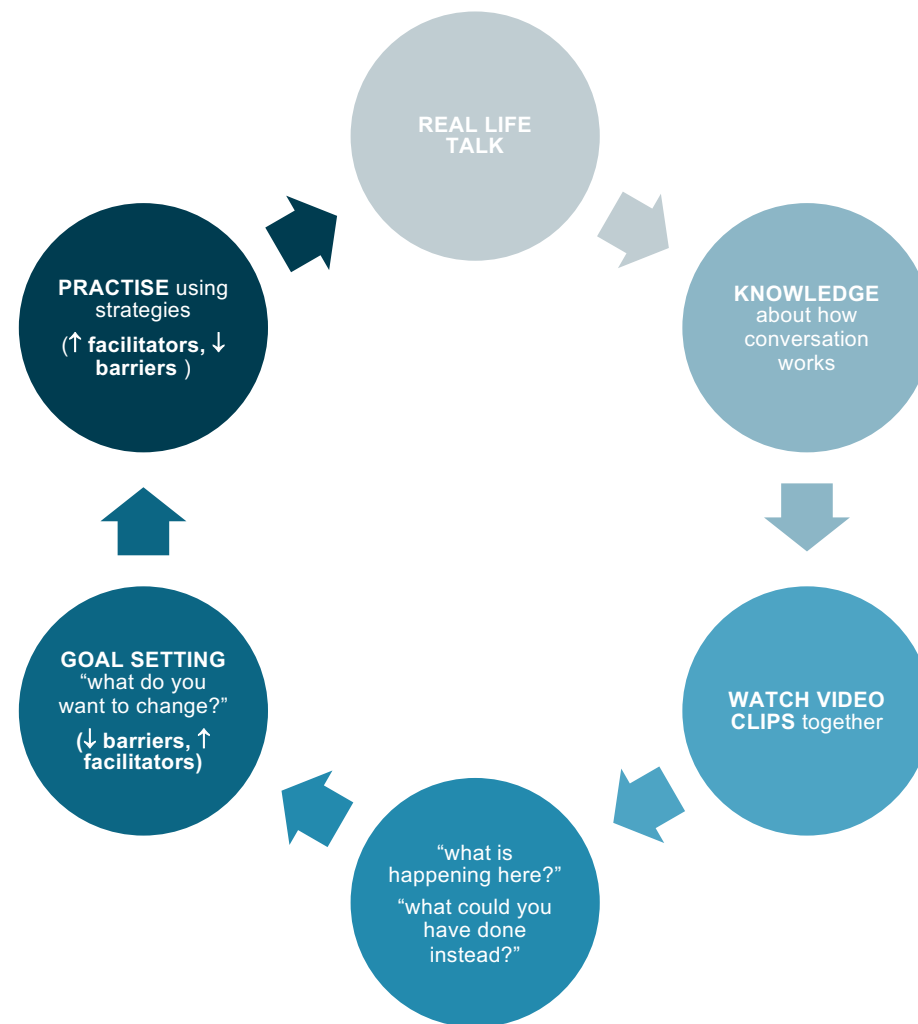 REAL LIFE
TALK
KNOWLEDGE
about how
conversation
works
WATCH VIDEO
CLIPS together
“what is
happening here?”
“what could you
have done
instead?”
GOAL SETTING
“what do you
want to change?”
(↓ barriers, ↑
facilitators)
PRACTISE using
strategies
(↑ facilitators, ↓
barriers )